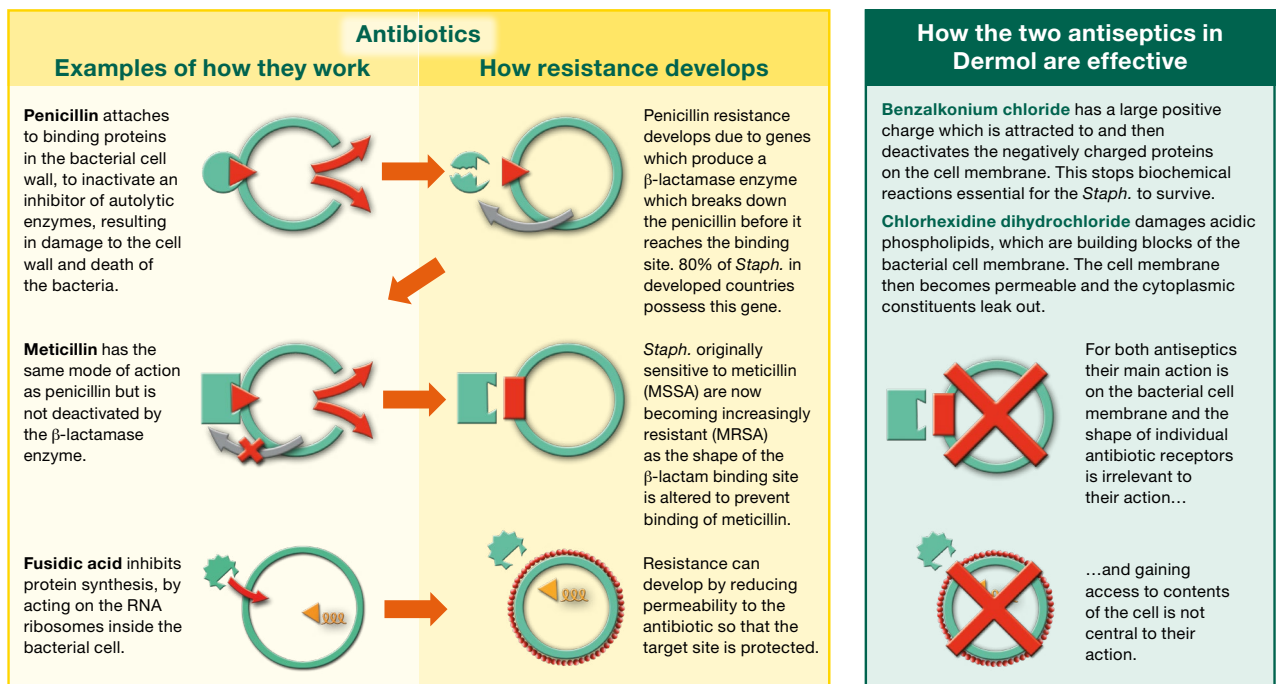 Antibiotics
Examples of how they work
How resistance develops
Penicillin attaches
to binding proteins
in the bacterial cell
wall, to inactivate an
inhibitor of autolytic
enzymes, resulting
in damage to the cell
wall and death of
the bacteria.
Penicillin resistance
develops due to genes
which produce a
β-lactamase enzyme
which breaks down
the penicillin before it
reaches the binding
site. 80% of Staph. in
developed countries
possess this gene.
Meticillin has the
same mode of action
as penicillin but is
not deactivated by
the β-lactamase
enzyme.
Staph. originally
sensitive to meticillin
(MSSA) are now
becoming increasingly
resistant (MRSA)
as the shape of the
β-lactam binding site
is altered to prevent
binding of meticillin.
Fusidic acid inhibits
protein synthesis, by
acting on the RNA
ribosomes inside the
bacterial cell.
Resistance can
develop by reducing
permeability to the
antibiotic so that the
target site is protected.
How the two antiseptics in
Dermol are effective
Benzalkonium chloride has a large positive
charge which is attracted to and then
deactivates the negatively charged proteins
on the cell membrane. This stops biochemical
reactions essential for the Staph. to survive.
Chlorhexidine dihydrochloride damages acidic
phospholipids, which are building blocks of the
bacterial cell membrane. The cell membrane
then becomes permeable and the cytoplasmic
constituents leak out.
For both antiseptics
their main action is
on the bacterial cell
membrane and the
shape of individual
antibiotic receptors
is irrelevant to
their action…
…and gaining
access to contents
of the cell is not
central to their
action.